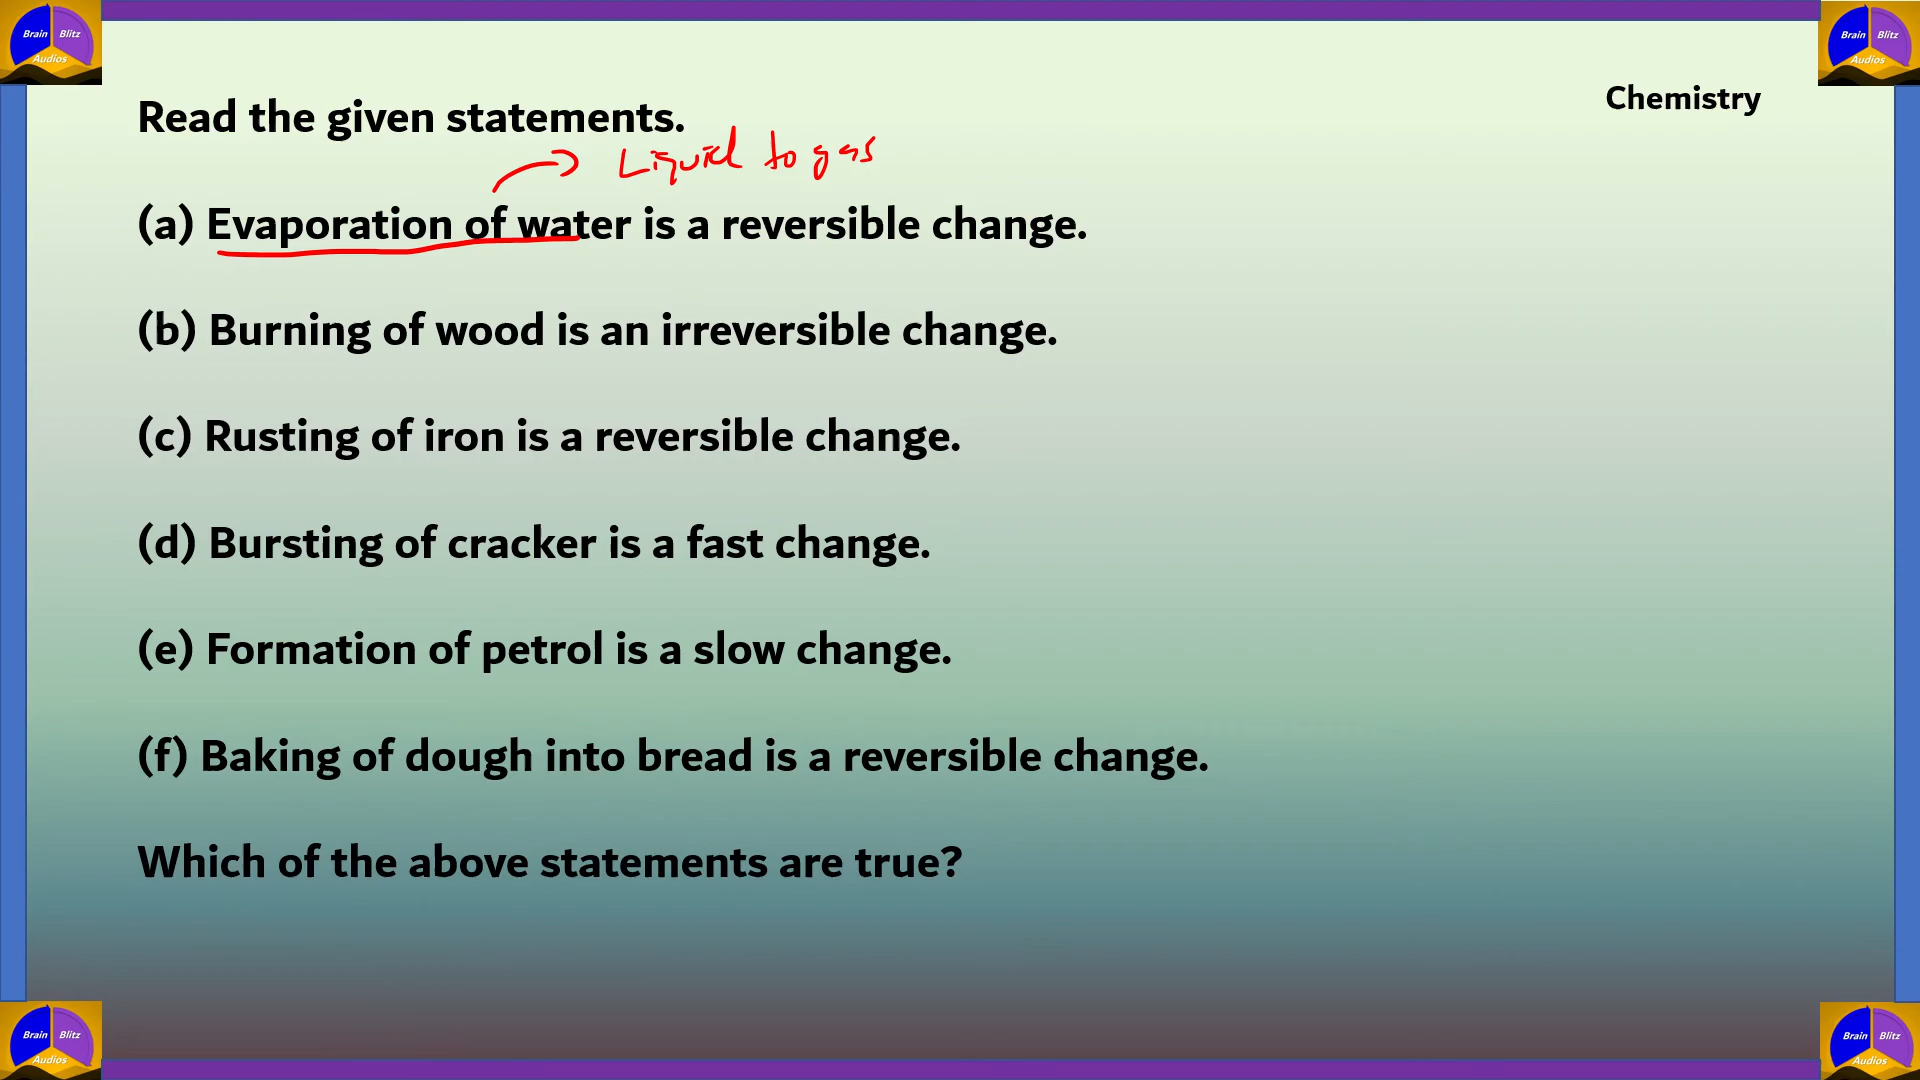 Brain Blitz
Audios
Brain Blitz
Audios
Chemistry
Read the given statements.
Liquid to gas
(a) Evaporation of water is a reversible change.
(b) Burning of wood is an irreversible change.
(c) Rusting of iron is a reversible change.
(d) Bursting of cracker is a fast change.
(e) Formation of petrol is a slow change.
(f) Baking of dough into bread is a reversible change.
Which of the above statements are true?
Brain Blitz
Audios
Brain Blitz
Audios